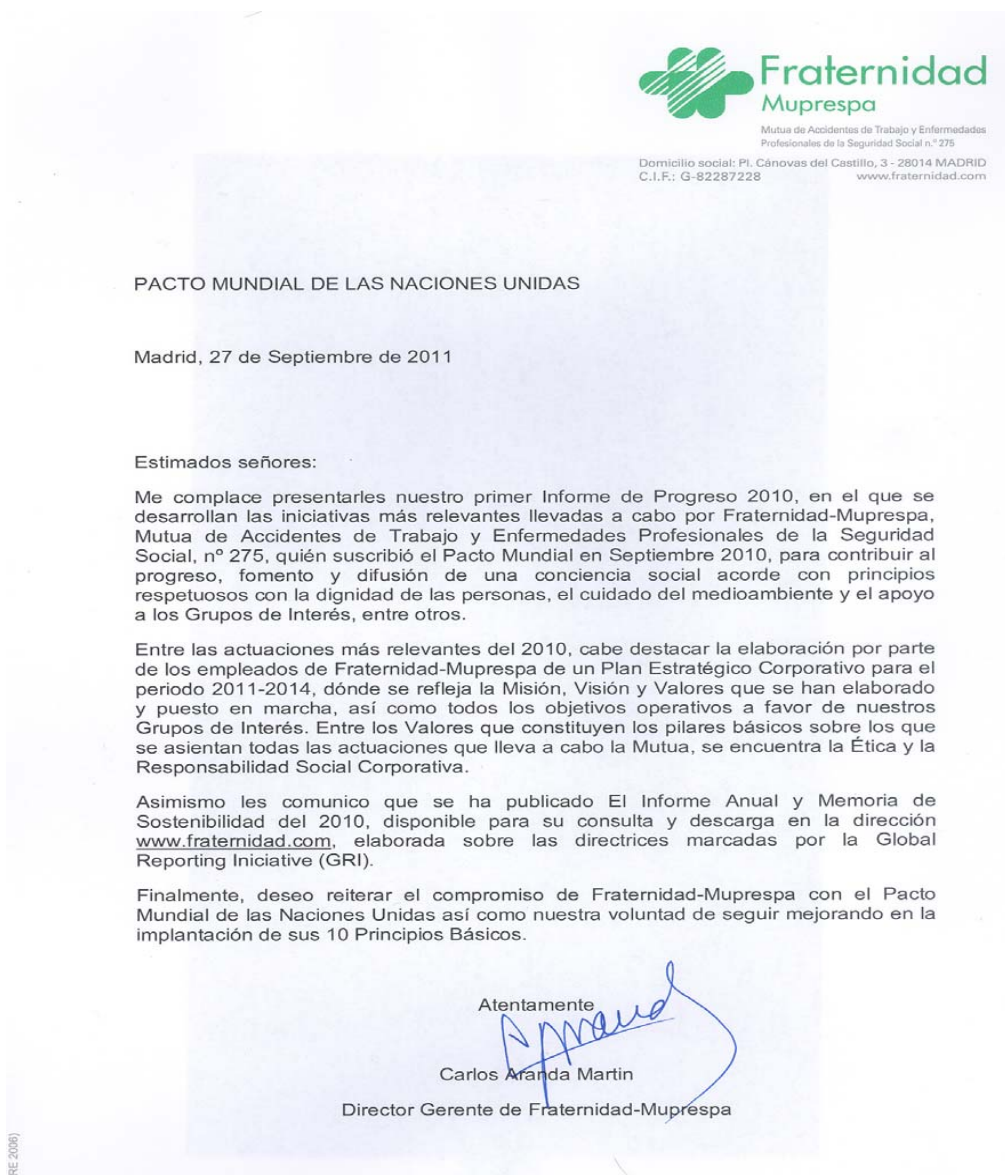 Fraternidad
Muprespa
Mutua de Accidentes de Trabajo y Enfermedades
Profesionales de la Seguridad Social n.º 275
Domicilio social: Pl. Cánovas del Castillo, 3 - 28014 MADRID
C.I.F.: G-82287228 www.fraternidad.com
PACTO MUNDIAL DE LAS NACIONES UNIDAS
Madrid, 27 de Septiembre de 2011
Estimados señores:
Me complace presentarles nuestro primer Informe de Progreso 2010, en el que se
desarrollan las iniciativas más relevantes llevadas a cabo por Fraternidad-Muprespa,
Mutua de Accidentes de Trabajo y Enfermedades Profesionales de la Seguridad
Social, nº 275, quién suscribió el Pacto Mundial en Septiembre 2010, para contribuir al
progreso, fomento y difusión de una conciencia social acorde con principios
respetuosos con la dignidad de las personas, el cuidado del medioambiente y el apoyo
a los Grupos de Interés, entre otros.
Entre las actuaciones más relevantes del 2010, cabe destacar la elaboración por parte
de los empleados de Fraternidad-Muprespa de un Plan Estratégico Corporativo para el
periodo 2011-2014, dónde se refleja la Misión, Visión y Valores que se han elaborado
y puesto en marcha, así como todos los objetivos operativos a favor de nuestros
Grupos de Interés. Entre los Valores que constituyen los pilares básicos sobre los que
se asientan todas las actuaciones que lleva a cabo la Mutua, se encuentra la Ética y la
Responsabilidad Social Corporativa.
Asimismo les comunico que se ha publicado El Informe Anual y Memoria de
Sostenibilidad del 2010, disponible para su consulta y descarga en la dirección
www.fraternidad.com, elaborada sobre las directrices marcadas por la Global
Reporting Iniciative (GRI).
Finalmente, deseo reiterar el compromiso de Fraternidad-Muprespa con el Pacto
Mundial de las Naciones Unidas así como nuestra voluntad de seguir mejorando en la
implantación de sus 10 Principios Básicos.
Atentamente
Carlos Aranda Martin
Director Gerente de Fraternidad-Muprespa
RE 2006)